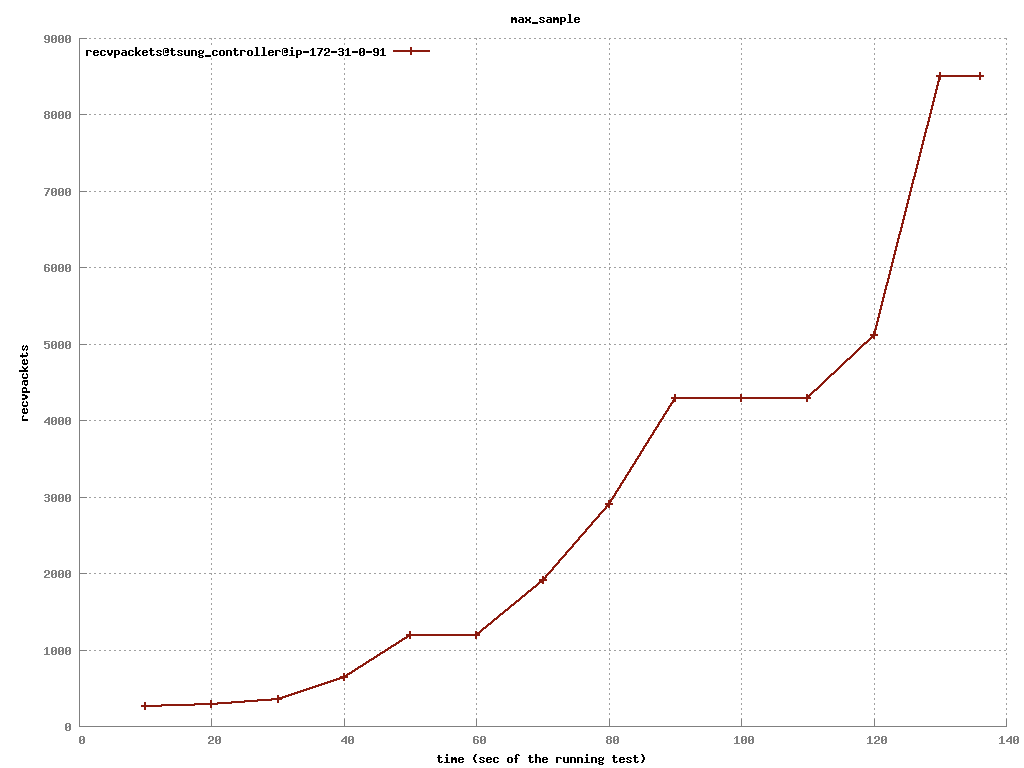 max_sample
9000
recvpackets@tsung_controller@ip-172-31-0-91
8000
7000
6000
5000
recvpackets
4000
3000
2000
1000
0
0 20 40 60 80 100 120 140
time (sec of the running test)